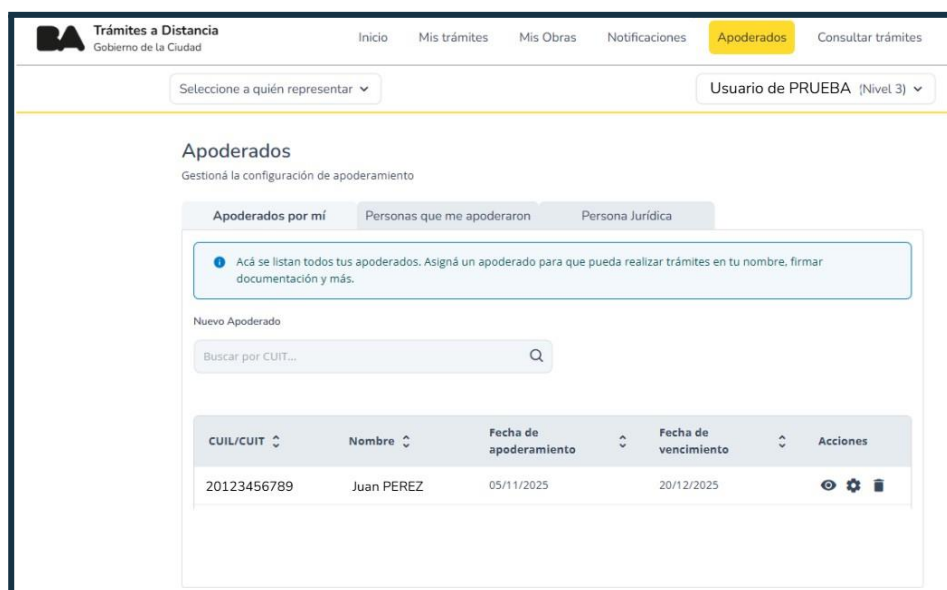 BA
Trámites a Distancia
Gobierno de la Ciudad
Inicio Mis trámites Mis Obras Notificaciones Apoderados Consultar trámites
Seleccione a quién representar
Usuario de PRUEBA (Nivel 3)
Apoderados
Gestioná la configuración de apoderamiento
Apoderados por mí Personas que me apoderaron Persona Jurídica
Acá se listan todos tus apoderados. Asigná un apoderado para que pueda realizar trámites en tu nombre, firmar
documentación y más.
Nuevo Apoderado
Buscar por CUIT...
CUIL/CUIT Nombre Fecha de apoderamiento Fecha de vencimiento Acciones
20123456789 Juan PEREZ 05/11/2025 20/12/2025